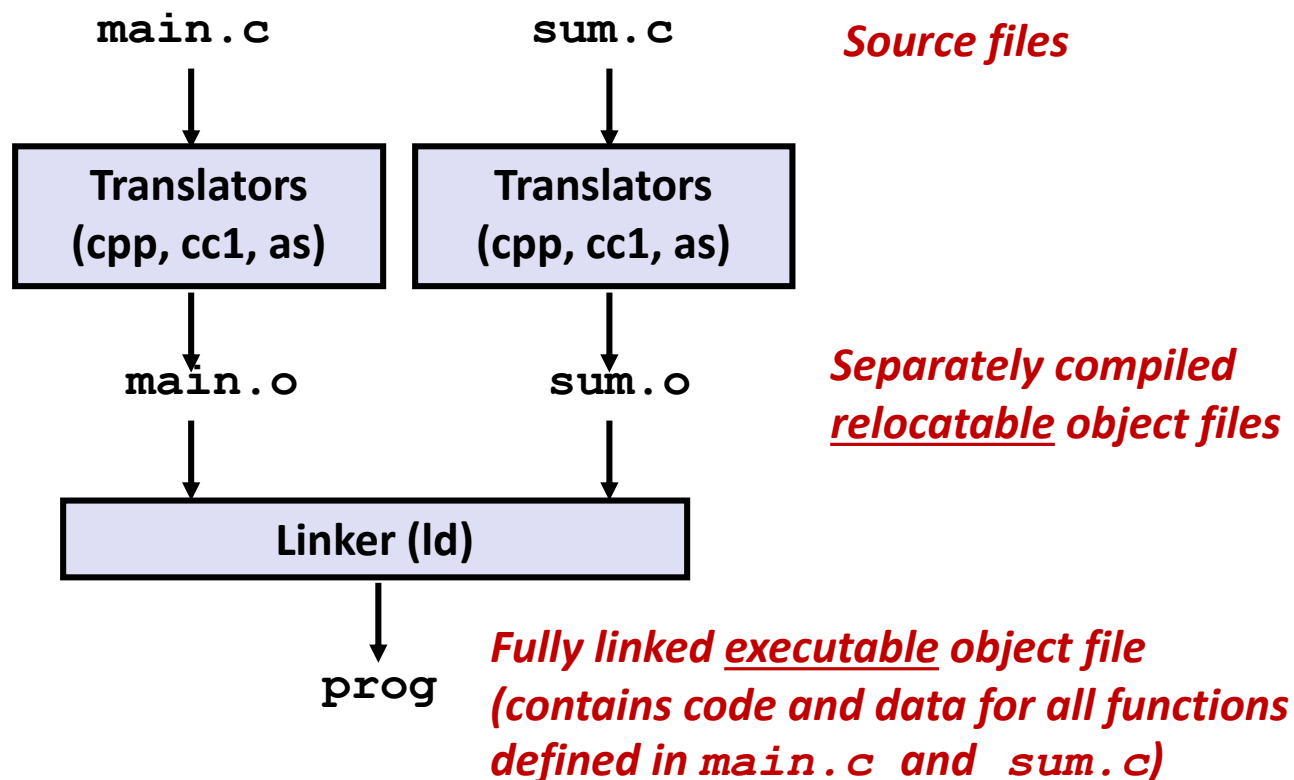 main.c
sum.c
Source files
Translators
(cpp, cc1, as)
Translators
(cpp, cc1, as)
main.o
sum.o
Separately compiled
relocatable object files
Linker (ld)
prog
Fully linked executable object file
(contains code and data for all functions
defined in main.c and sum.c)